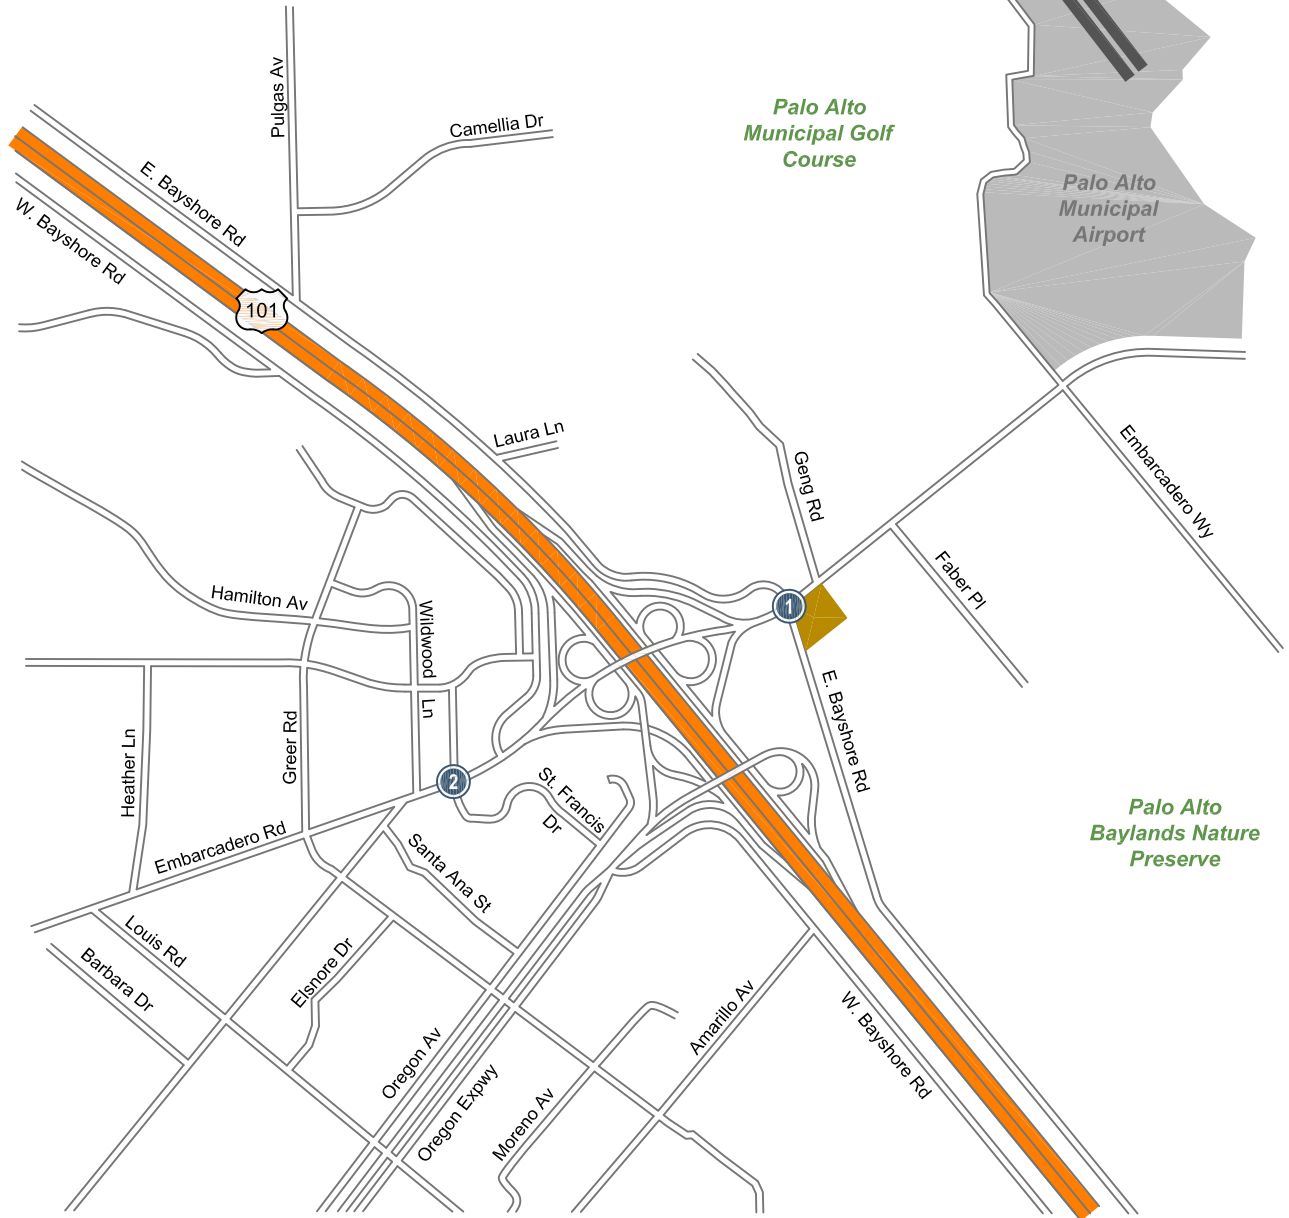 Pulgas Av
Camellia Dr
Palo Alto
Municipal Golf
Course
Palo Alto
Municipal
Airport
E. Bayshore Rd
W. Bayshore Rd
101
Laura Ln
Geng Rd
Embarcadero Wy
Faber Pl
Hamilton Av
Wildwood
Ln
1
E. Bayshore Rd
Heather Ln
Greer Rd
2
St. Francis
Dr
Palo Alto
Baylands Nature
Preserve
Embarcadero Rd
Santa Ana St
Louis Rd
Barbara Dr
Elsnore Dr
Oregon Av
Oregon Expwy
Moreno Av
Amarillo Av
W. Bayshore Rd